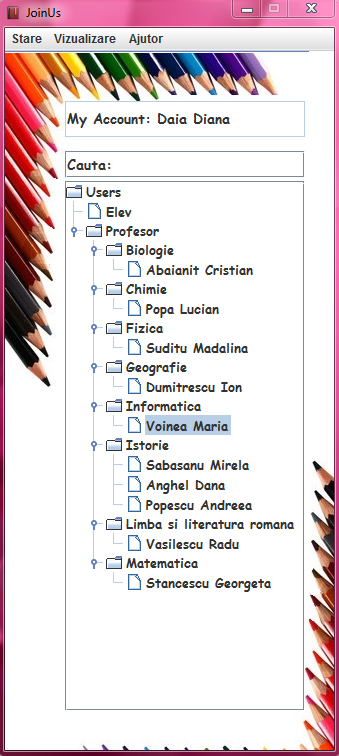 JoinUs
Stare Vizualizare Ajutor
My Account: Daia Diana
Cauta:
Users
Elev
Profesor
Biologie
Abaianit Cristian
Chimie
Popa Lucian
Fizica
Suditu Madalina
Geografie
Dumitrescu Ion
Informatica
Voinea Maria
Istorie
Sabasanu Mirela
Anghel Dana
Popescu Andreea
Limba si literatura romana
Vasilescu Radu
Matematica
Stancescu Georgeta